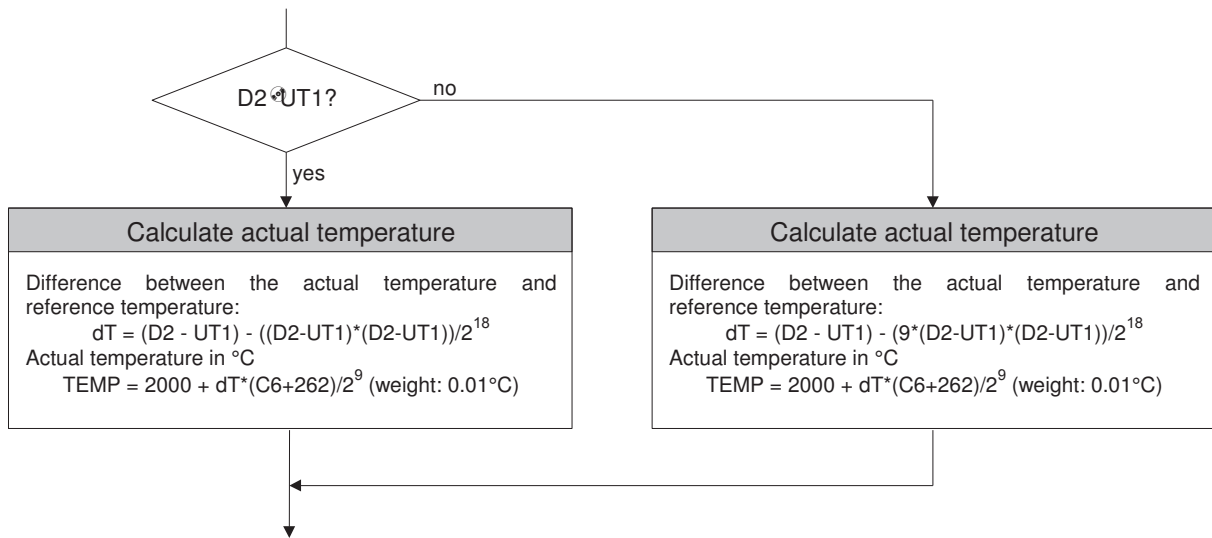 D2 UT1?
no
yes
Calculate actual temperature
Difference between the actual temperature and
reference temperature:
dT = (D2 - UT1) - ((D2-UT1)*(D2-UT1))/2^18
Actual temperature in °C
TEMP = 2000 + dT*(C6+262)/2^9 (weight: 0.01°C)
Calculate actual temperature
Difference between the actual temperature and
reference temperature:
dT = (D2 - UT1) - (9*(D2-UT1)*(D2-UT1))/2^18
Actual temperature in °C
TEMP = 2000 + dT*(C6+262)/2^9 (weight: 0.01°C)